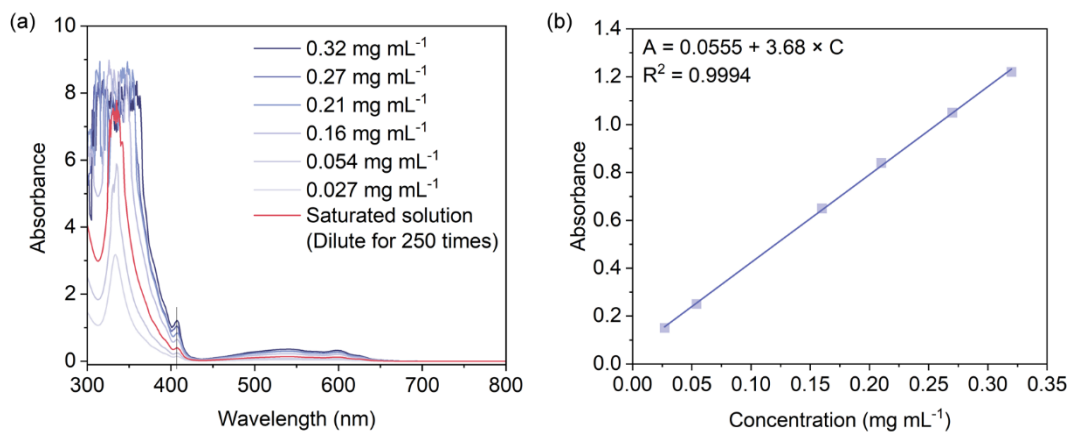 (a)
10
8
6
4
2
0
Absorbance
300
400
500
600
700
800
Wavelength (nm)
0.32 mg mL⁻¹
0.27 mg mL⁻¹
0.21 mg mL⁻¹
0.16 mg mL⁻¹
0.054 mg mL⁻¹
0.027 mg mL⁻¹
Saturated solution
(Dilute for 250 times)
(b)
1.4
1.2
1.0
0.8
0.6
0.4
0.2
0.0
Absorbance
A = 0.0555 + 3.68 × C
R² = 0.9994
0.00
0.05
0.10
0.15
0.20
0.25
0.30
0.35
Concentration (mg mL⁻¹)